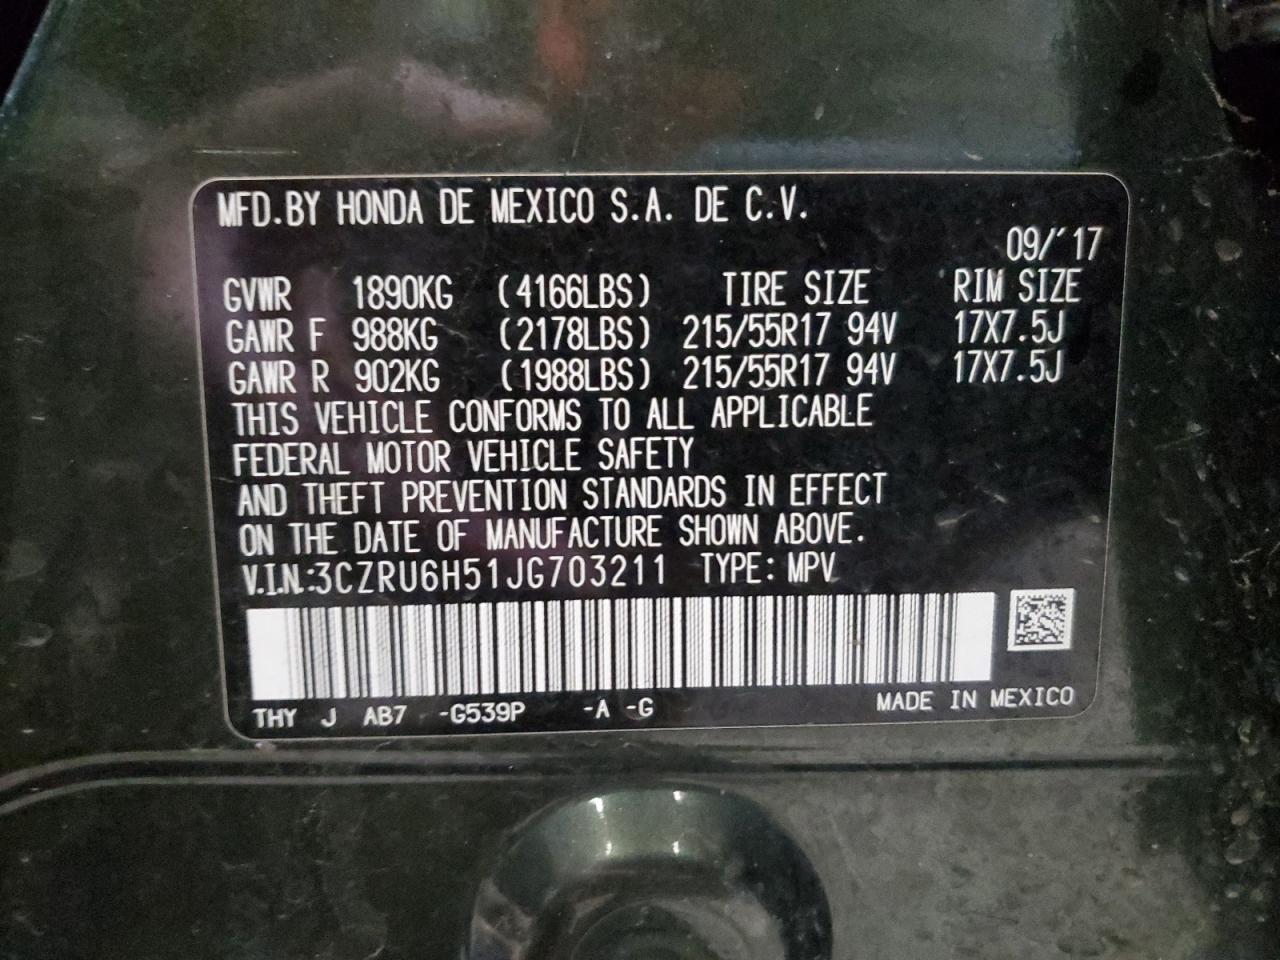 MFD.BY HONDA DE MEXICO S.A. DE C.V.
09/'17
GVWR 1890KG (4166LBS) TIRE SIZE RIM SIZE
GAWR F 988KG (2178LBS) 215/55R17 94V 17X7.5J
GAWR R 902KG (1988LBS) 215/55R17 94V 17X7.5J
THIS VEHICLE CONFORMS TO ALL APPLICABLE
FEDERAL MOTOR VEHICLE SAFETY
AND THEFT PREVENTION STANDARDS IN EFFECT
ON THE DATE OF MANUFACTURE SHOWN ABOVE.
V.I.N.:3CZRU6H51JG703211 TYPE: MPV
THY J AB7 -G539P -A -G MADE IN MEXICO